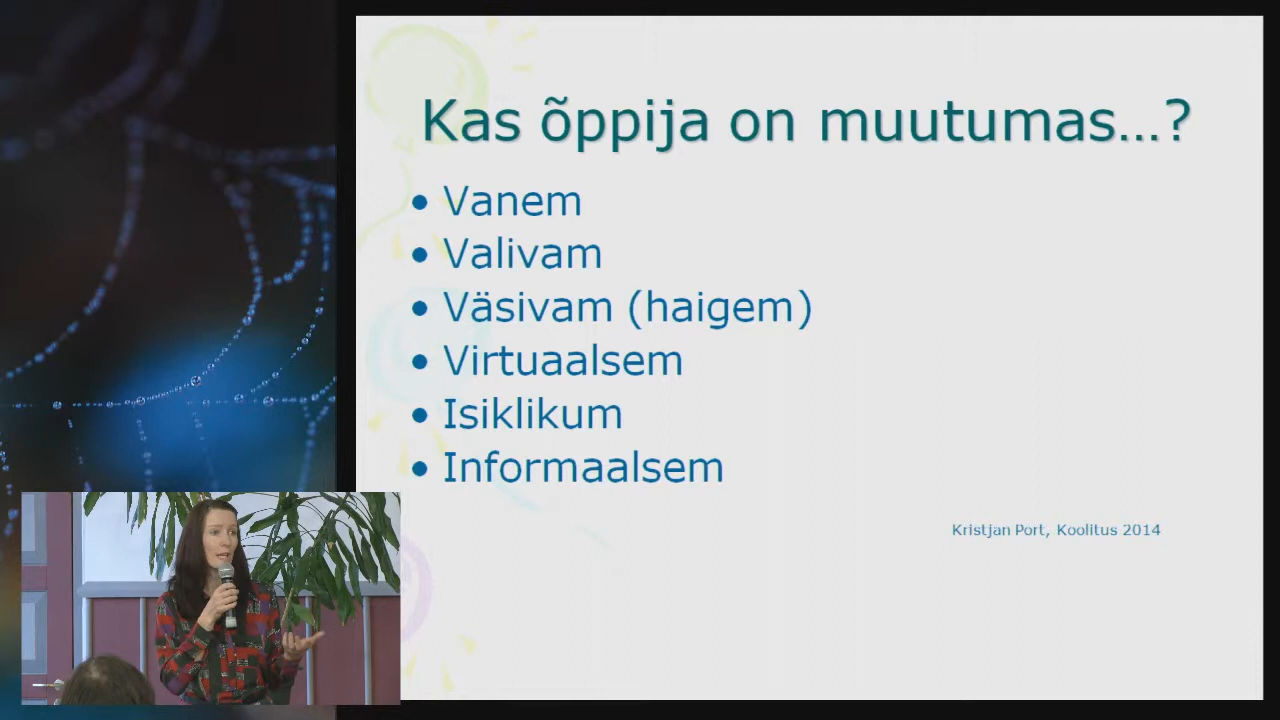 Kas õppija on muutumas…?
• Vanem
• Valivam
• Väsivam (haigem)
• Virtuaalsem
• Isiklikum
• Informaalsem
Kristjan Port, Koolitus 2014